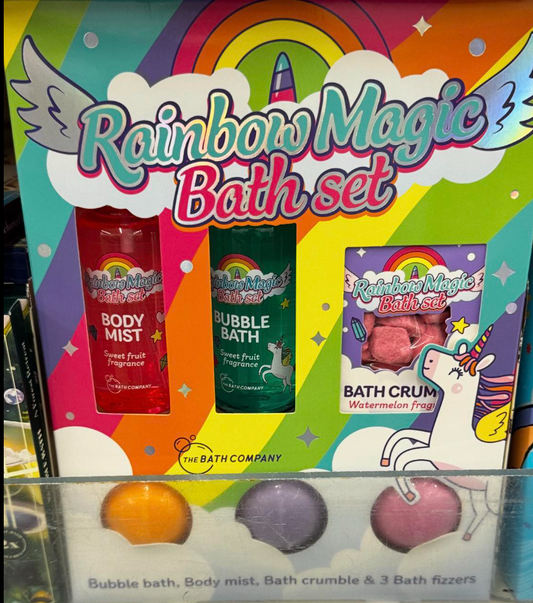 Rainbow Magic
Bath set
Rainbow Magic
Bath set
BODY
MIST
Sweet fruit
fragrance
THE BATH COMPANY
Rainbow Magic
Bath set
BUBBLE
BATH
Sweet fruit
fragrance
THE BATH COMPANY
Rainbow Magic
Bath set
BATH CRUM
Watermelon frag
THE BATH COMPANY
Bubble bath, Body mist, Bath crumble & 3 Bath fizzers